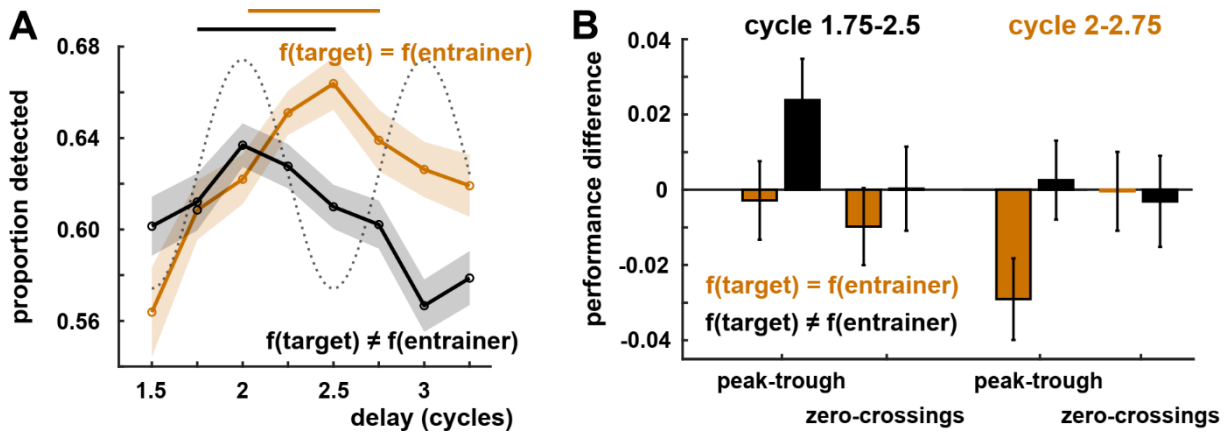 A
0.68
0.64
0.60
0.56
proportion detected
f(target) = f(entrainer)
f(target) ≠ f(entrainer)
1.5
2
2.5
3
delay (cycles)
B
cycle 1.75-2.5
cycle 2-2.75
0.04
0.02
0
-0.02
-0.04
performance difference
f(target) = f(entrainer)
f(target) ≠ f(entrainer)
peak-trough
zero-crossings
peak-trough
zero-crossings